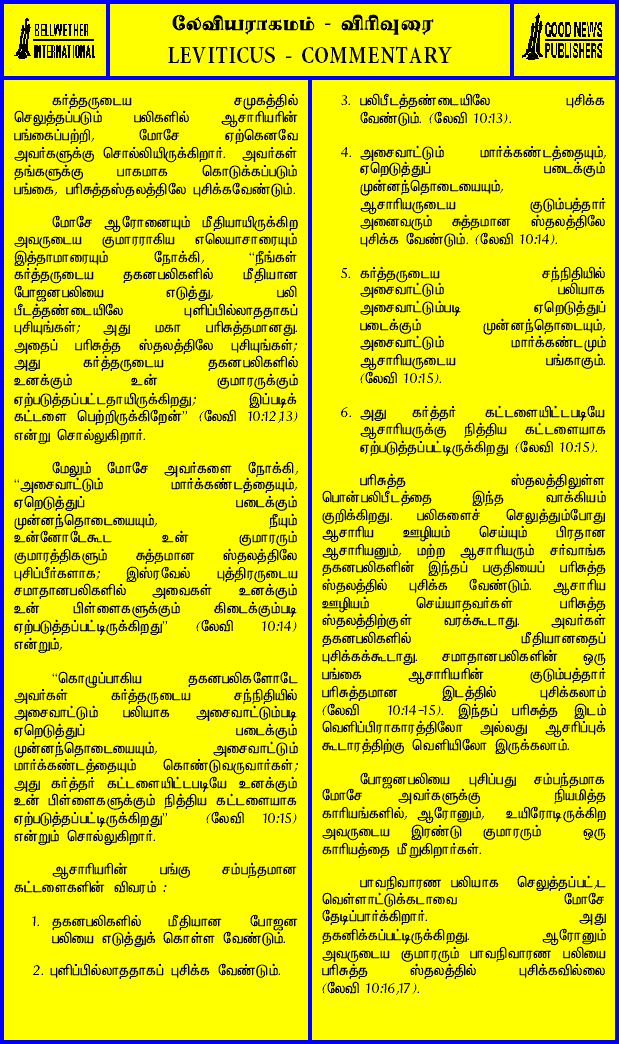 BELLWETHER
INTERNATIONAL
லேவியராகமம் - விரிவுரை
LEVITICUS - COMMENTARY
GOOD NEWS
PUBLISHERS
கர்த்தருடைய சமுகத்தில்
செலுத்தப்படும் பலிகளில் ஆசாரியரின்
பங்கைப்பற்றி, மோசே ஏற்கெனவே
அவர்களுக்கு சொல்லியிருக்கிறார். அவர்கள்
தங்களுக்கு பாகமாக கொடுக்கப்படும்
பங்கை, பரிசுத்தஸ்தலத்திலே புசிக்கவேண்டும்.
மோசே ஆரோனையும் மீதியாயிருக்கிற
அவருடைய குமாரராகிய எலெயாசாரையும்
இத்தாமாரையும் நோக்கி, “நீங்கள்
கர்த்தருடைய தகனபலிகளில் மீதியான
போஜனபலியை எடுத்து, பலி
பீடத்தண்டையிலே புளிப்பில்லாததாகப்
புசியுங்கள்; அது மகா பரிசுத்தமானது.
அதைப் பரிசுத்த ஸ்தலத்திலே புசியுங்கள்;
அது கர்த்தருடைய தகனபலிகளில்
உனக்கும் உன் குமாரருக்கும்
ஏற்படுத்தப்பட்டதாயிருக்கிறது; இப்படிக்
கட்டளை பெற்றிருக்கிறேன்” (லேவி 10:12,13)
என்று சொல்லுகிறார்.
மேலும் மோசே அவர்களை நோக்கி,
“அசைவாட்டும் மார்க்கண்டத்தையும்,
ஏறெடுத்துப் படைக்கும்
முன்னந்தொடையையும், நீயும்
உன்னோடேகூட உன் குமாரரும்
குமாரத்திகளும் சுத்தமான ஸ்தலத்திலே
புசிப்பீர்களாக; இஸ்ரவேல் புத்திரருடைய
சமாதானபலிகளில் அவைகள் உனக்கும்
உன் பிள்ளைகளுக்கும் கிடைக்கும்படி
ஏற்படுத்தப்பட்டிருக்கிறது” (லேவி 10:14)
என்றும்,
“கொழுப்பாகிய தகனபலிகளோடே
அவர்கள் கர்த்தருடைய சந்நிதியில்
அசைவாட்டும் பலியாக அசைவாட்டும்படி
ஏறெடுத்துப் படைக்கும்
முன்னந்தொடையையும், அசைவாட்டும்
மார்க்கண்டத்தையும் கொண்டுவருவார்கள்;
அது கர்த்தர் கட்டளையிட்டபடியே உனக்கும்
உன் பிள்ளைகளுக்கும் நித்திய கட்டளையாக
ஏற்படுத்தப்பட்டிருக்கிறது” (லேவி 10:15)
என்றும் சொல்லுகிறார்.
ஆசாரியரின் பங்கு சம்பந்தமான
கட்டளைகளின் விவரம் :
1. தகனபலிகளில் மீதியான போஜன
பலியை எடுத்துக் கொள்ள வேண்டும்.
2. புளிப்பில்லாததாகப் புசிக்க வேண்டும்.
3. பலிபீடத்தண்டையிலே புசிக்க
வேண்டும். (லேவி 10:13).
4. அசைவாட்டும் மார்க்கண்டத்தையும்,
ஏறெடுத்துப் படைக்கும்
முன்னந்தொடையையும்,
ஆசாரியருடைய குடும்பத்தார்
அனைவரும் சுத்தமான ஸ்தலத்திலே
புசிக்க வேண்டும். (லேவி 10:14).
5. கர்த்தருடைய சந்நிதியில்
அசைவாட்டும் பலியாக
அசைவாட்டும்படி ஏறெடுத்துப்
படைக்கும் முன்னந்தொடையும்,
அசைவாட்டும் மார்க்கண்டமும்
ஆசாரியருடைய பங்காகும்.
(லேவி 10:15).
6. அது கர்த்தர் கட்டளையிட்டபடியே
ஆசாரியருக்கு நித்திய கட்டளையாக
ஏற்படுத்தப்பட்டிருக்கிறது (லேவி 10:15).
பரிசுத்த ஸ்தலத்திலுள்ள
பொன்பலிபீடத்தை இந்த வாக்கியம்
குறிக்கிறது. பலிகளைச் செலுத்தும்போது
ஆசாரிய ஊழியம் செய்யும் பிரதான
ஆசாரியனும், மற்ற ஆசாரியரும் சர்வாங்க
தகனபலிகளின் இந்தப் பகுதியைப் பரிசுத்த
ஸ்தலத்தில் புசிக்க வேண்டும். ஆசாரிய
ஊழியம் செய்யாதவர்கள் பரிசுத்த
ஸ்தலத்திற்குள் வரக்கூடாது. அவர்கள்
தகனபலிகளில் மீதியானதைப்
புசிக்கக்கூடாது. சமாதானபலிகளின் ஒரு
பங்கை ஆசாரியரின் குடும்பத்தார்
பரிசுத்தமான இடத்தில் புசிக்கலாம்
(லேவி 10:14-15). இந்தப் பரிசுத்த இடம்
வெளிப்பிராகாரத்திலோ அல்லது ஆசரிப்புக்
கூடாரத்திற்கு வெளியிலோ இருக்கலாம்.
போஜனபலியை புசிப்பது சம்பந்தமாக
மோசே அவர்களுக்கு நியமித்த
காரியங்களில், ஆரோனும், உயிரோடிருக்கிற
அவருடைய இரண்டு குமாரரும் ஒரு
காரியத்தை மீறுகிறார்கள்.
பாவநிவாரண பலியாக செலுத்தப்பட்,ட
வெள்ளாட்டுக்கடாவை மோசே
தேடிப்பார்க்கிறார். அது
தகனிக்கப்பட்டிருக்கிறது. ஆரோனும்
அவருடைய குமாரரும் பாவநிவாரண பலியை
பரிசுத்த ஸ்தலத்தில் புசிக்கவில்லை
(லேவி 10:16,17).